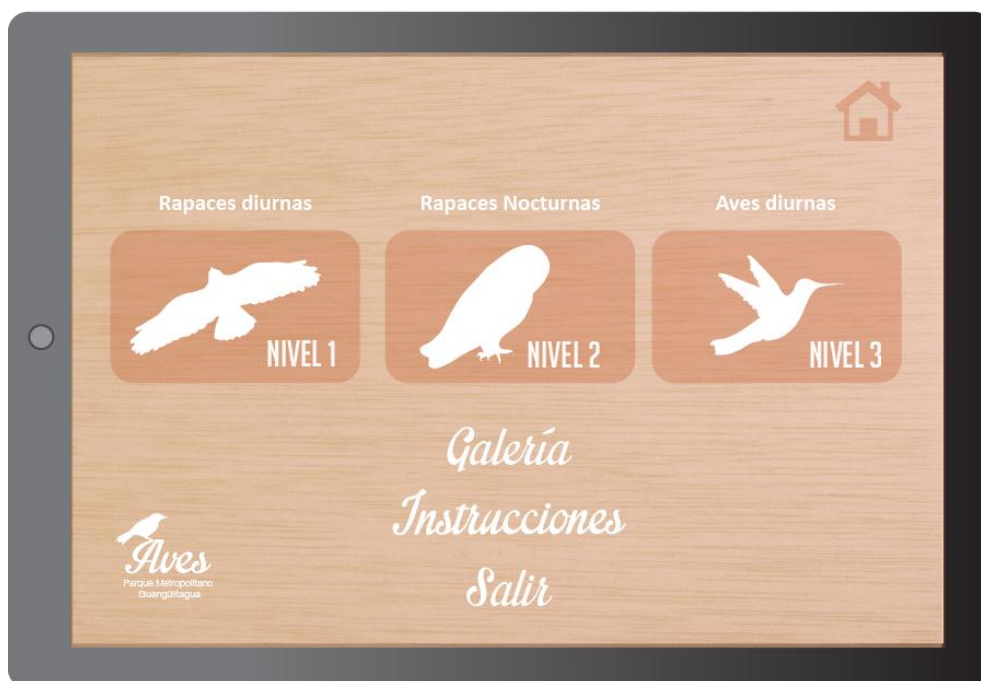 Rapaces diurnas
Rapaces Nocturnas
Aves diurnas
NIVEL 1
NIVEL 2
NIVEL 3
Galería
Instrucciones
Salir
Aves
Parque Metropolitano
Guangüiltagua